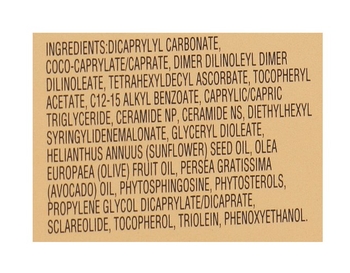 INGREDIENTS:DICAPRYLYL CARBONATE,
COCO-CAPRYLATE/CAPRATE, DIMER DILINOLEYL DIMER
DILINOLEATE, TETRAHEXYLDECYL ASCORBATE, TOCOPHERYL
ACETATE, C12-15 ALKYL BENZOATE, CAPRYLIC/CAPRIC
TRIGLYCERIDE, CERAMIDE NP, CERAMIDE NS, DIETHYLHEXYL
SYRINGYLIDENEMALONATE, GLYCERYL DIOLEATE,
HELIANTHUS ANNUUS (SUNFLOWER) SEED OIL, OLEA
EUROPAEA (OLIVE) FRUIT OIL, PERSEA GRATISSIMA
(AVOCADO) OIL, PHYTOSPHINGOSINE, PHYTOSTEROLS,
PROPYLENE GLYCOL DICAPRYLATE/DICAPRATE,
SCLAREOLIDE, TOCOPHEROL, TRIOLEIN, PHENOXYETHANOL.